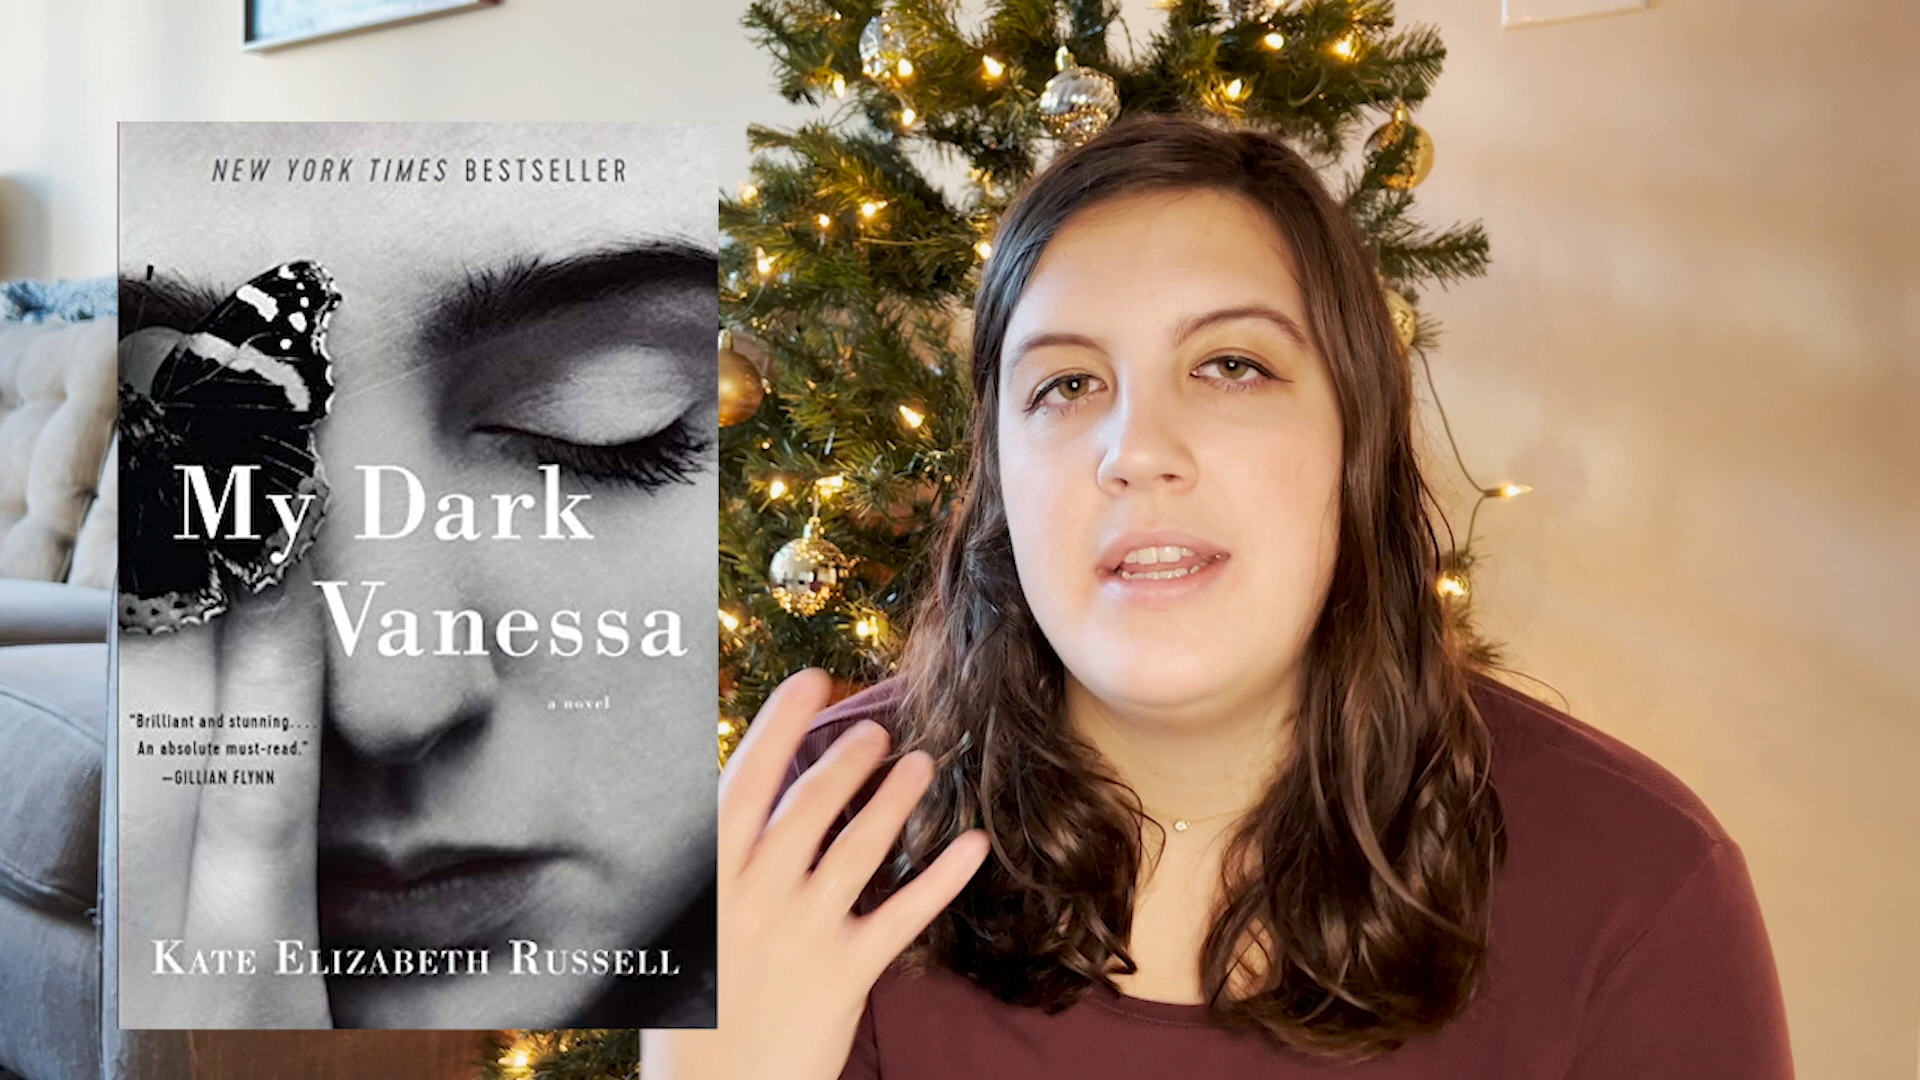 NEW YORK TIMES BESTSELLER
My Dark
Vanessa
a novel
"Brilliant and stunning....
An absolute must-read."
—GILLIAN FLYNN
KATE ELIZABETH RUSSELL